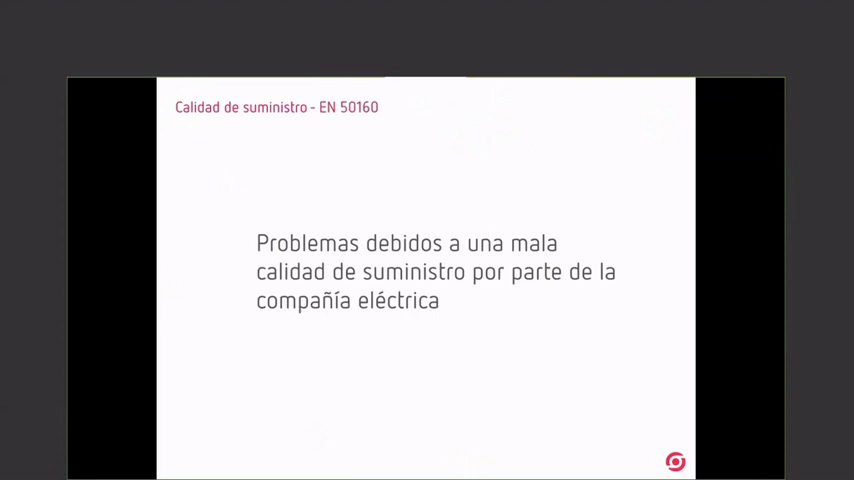 Calidad de suministro - EN 50160
Problemas debidos a una mala
calidad de suministro por parte de la
compañía eléctrica